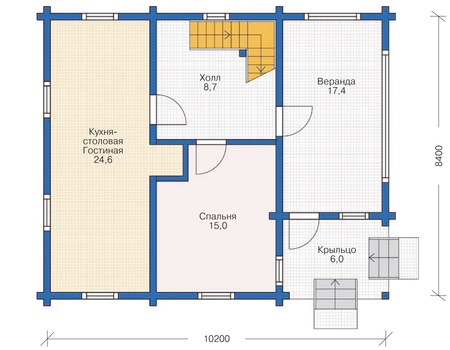 Холл
8,7
Веранда
17,4
Кухня-
столовая
Гостиная
24,6
Спальня
15,0
Крыльцо
6,0
8400
10200